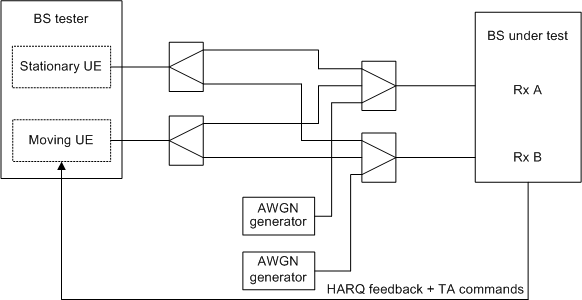 BS tester
Stationary UE
Moving UE
BS under test
Rx A
Rx B
AWGN
generator
AWGN
generator
HARQ feedback + TA commands